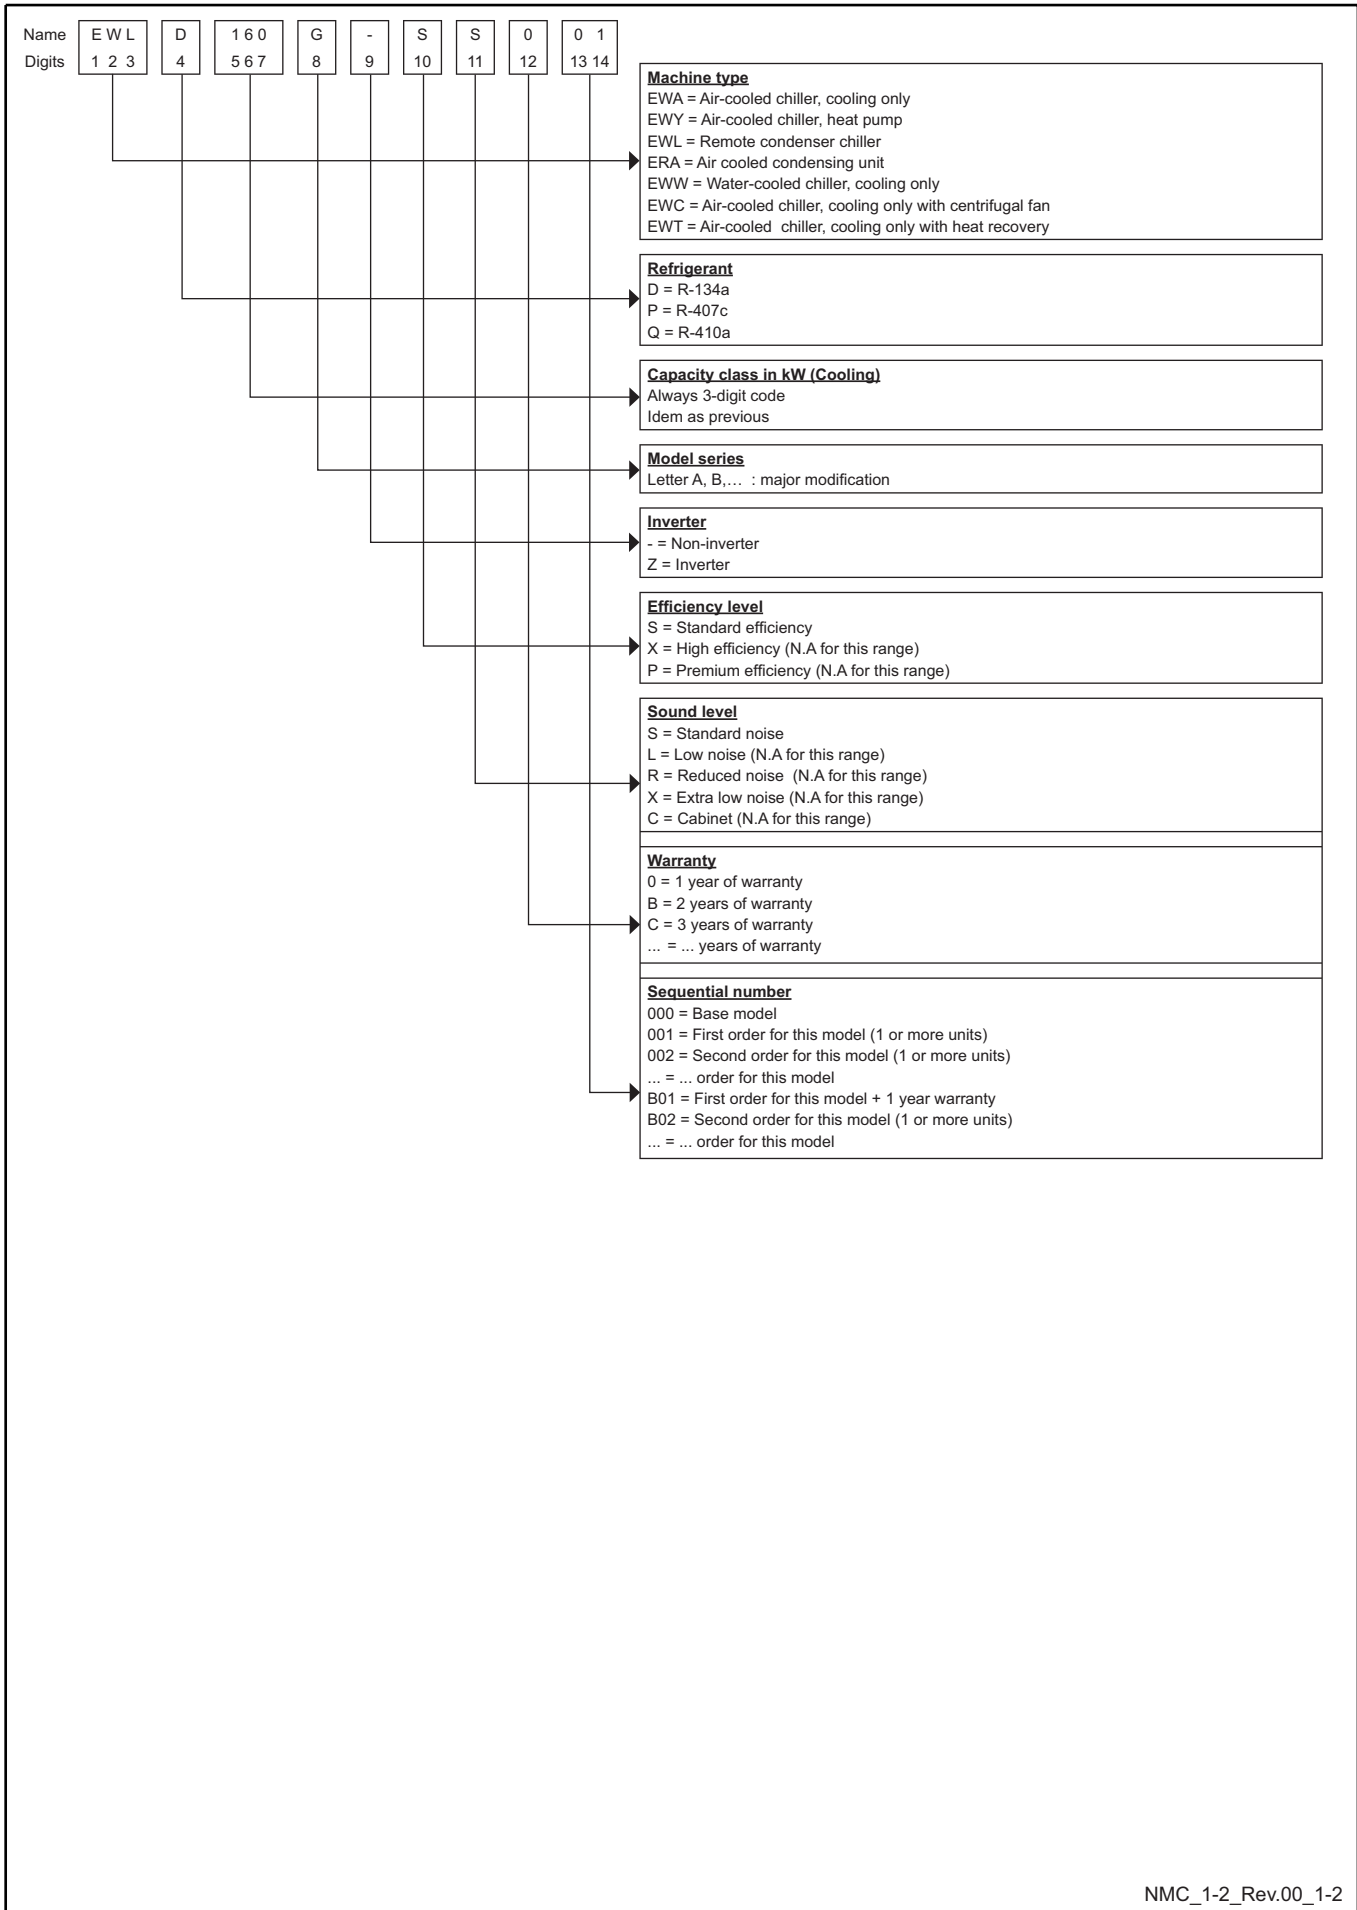 Name E W L D 1 6 0 G - S S 0 0 1
Digits 1 2 3 4 5 6 7 8 9 10 11 12 13 14
Machine type
EWA = Air-cooled chiller, cooling only
EWY = Air-cooled chiller, heat pump
EWL = Remote condenser chiller
ERA = Air cooled condensing unit
EWW = Water-cooled chiller, cooling only
EWC = Air-cooled chiller, cooling only with centrifugal fan
EWT = Air-cooled chiller, cooling only with heat recovery
Refrigerant
D = R-134a
P = R-407c
Q = R-410a
Capacity class in kW (Cooling)
Always 3-digit code
Idem as previous
Model series
Letter A, B,… : major modification
Inverter
- = Non-inverter
Z = Inverter
Efficiency level
S = Standard efficiency
X = High efficiency (N.A for this range)
P = Premium efficiency (N.A for this range)
Sound level
S = Standard noise
L = Low noise (N.A for this range)
R = Reduced noise (N.A for this range)
X = Extra low noise (N.A for this range)
C = Cabinet (N.A for this range)
Warranty
0 = 1 year of warranty
B = 2 years of warranty
C = 3 years of warranty
... = ... years of warranty
Sequential number
000 = Base model
001 = First order for this model (1 or more units)
002 = Second order for this model (1 or more units)
... = ... order for this model
B01 = First order for this model + 1 year warranty
B02 = Second order for this model (1 or more units)
... = ... order for this model
NMC_1-2_Rev.00_1-2